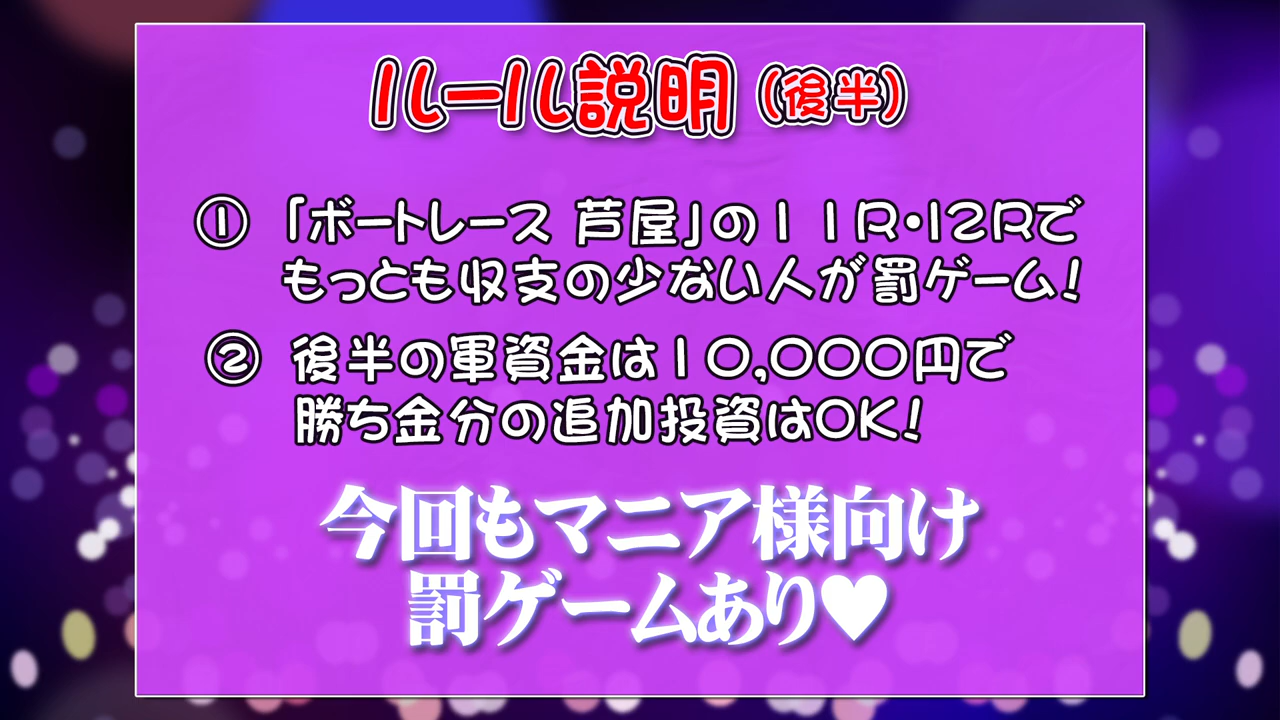 ルール説明（後半）
① 「ボートレース 芦屋」の11R・12Rで
もっとも収支の少ない人が罰ゲーム！
② 後半の軍資金は10,000円で
勝ち金分の追加投資はOK！
今回もマニア様向け
罰ゲームあり♥